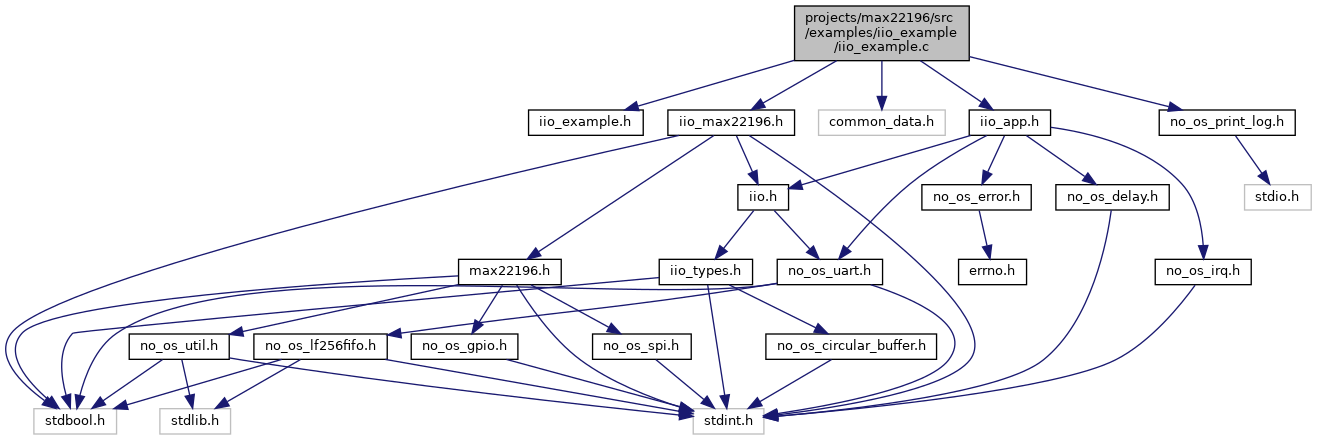 projects/max22196/src
/examples/iio_example
/iio_example.c
iio_example.h
iio_max22196.h
common_data.h
iio_app.h
no_os_print_log.h
iio.h
no_os_error.h
no_os_delay.h
stdio.h
max22196.h
iio_types.h
no_os_uart.h
errno.h
no_os_irq.h
no_os_util.h
no_os_lf256fifo.h
no_os_gpio.h
no_os_spi.h
no_os_circular_buffer.h
stdbool.h
stdlib.h
stdint.h